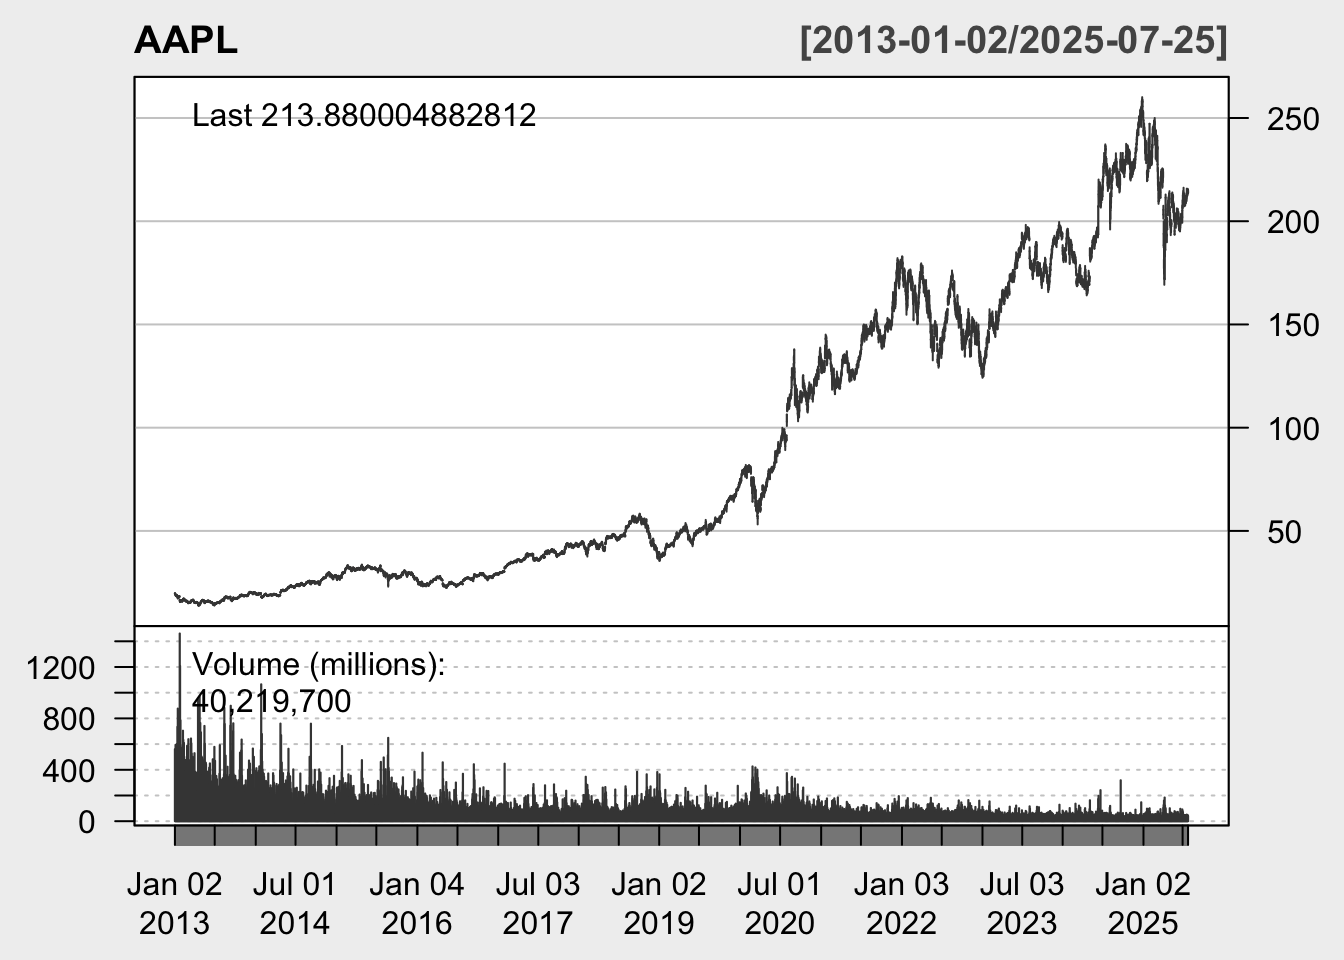 AAPL [2013-01-02/2025-07-25]
Last 213.880004882812
250
200
150
100
50
Volume (millions):
40,219,700
1200
800
400
0
Jan 02 Jul 01 Jan 04 Jul 03 Jan 02 Jul 01 Jan 03 Jul 03 Jan 02
2013 2014 2016 2017 2019 2020 2022 2023 2025